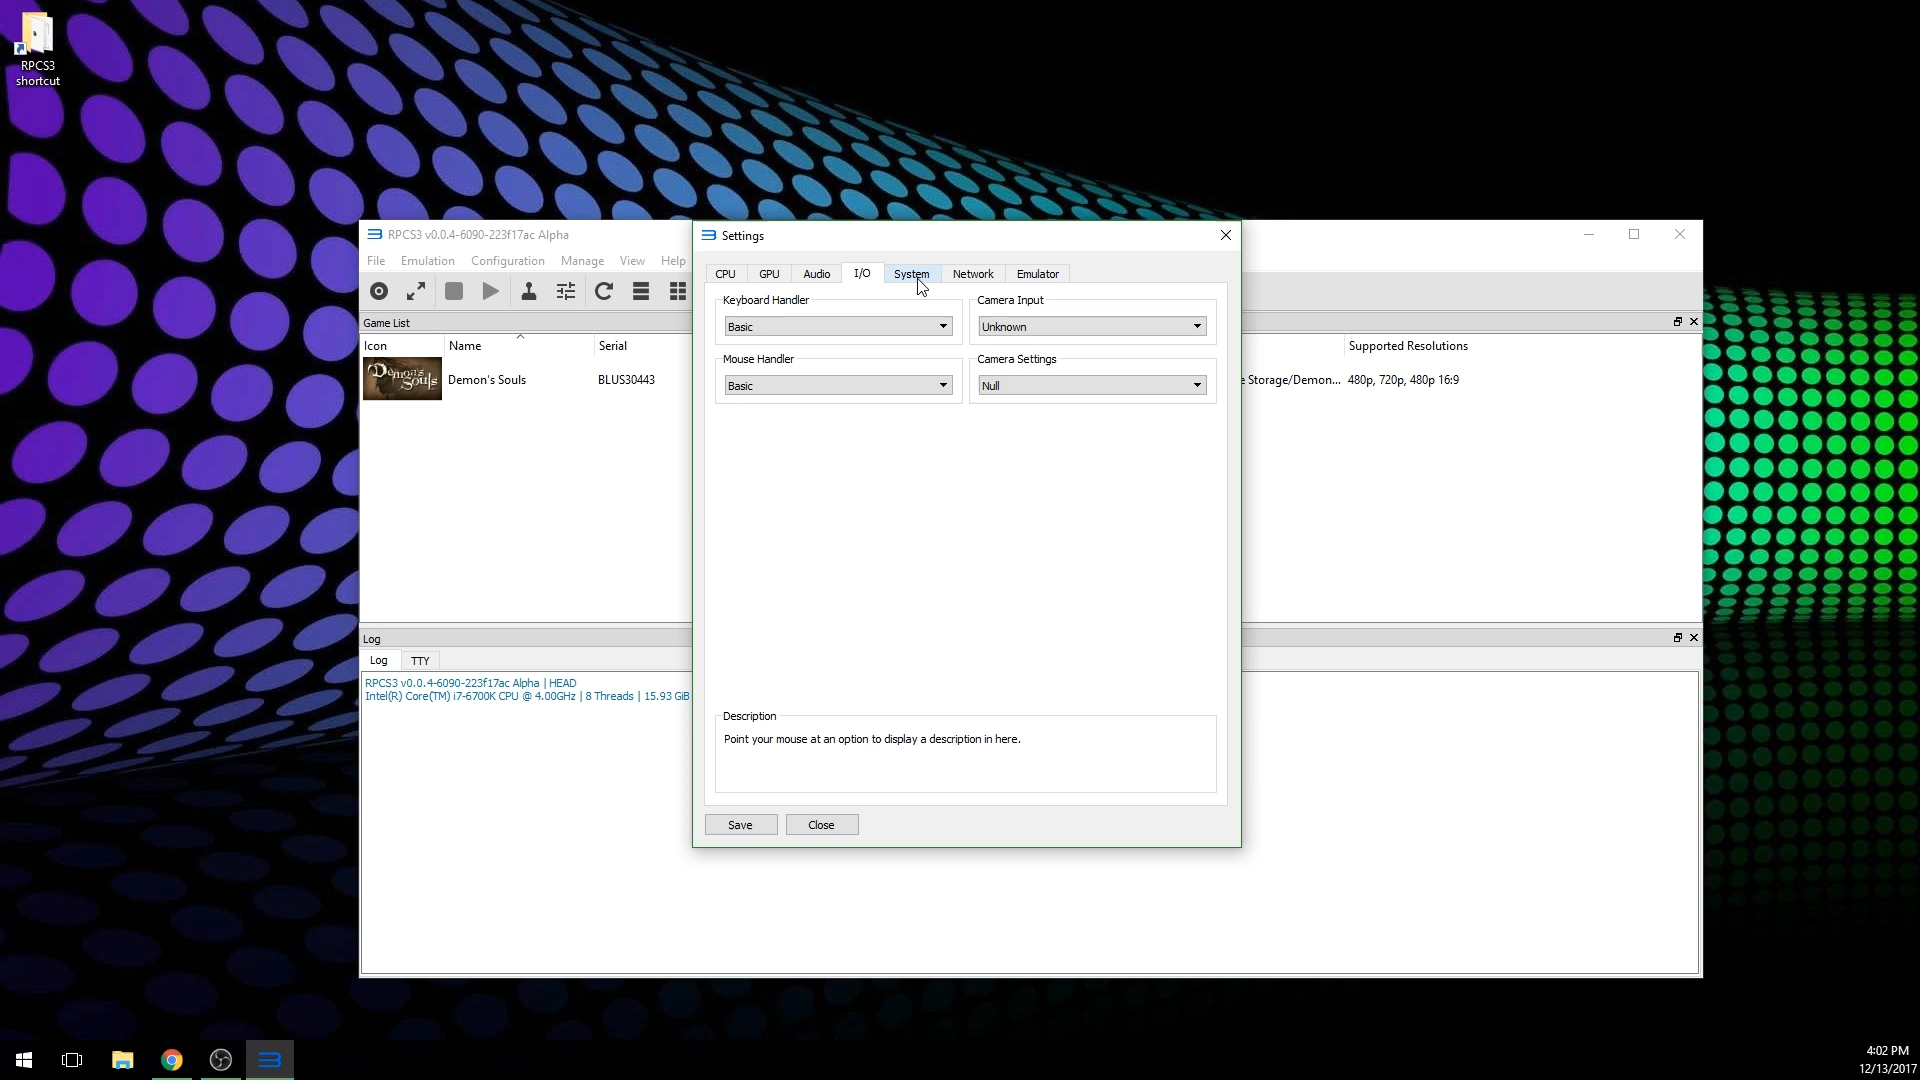 RPCS3
shortcut
RPCS3 v0.0.4-6090-223f17ac Alpha
File Emulation Configuration Manage View Help
Game List
Icon Name Serial Supported Resolutions
Demon's Souls Demon's Souls BLUS30443 e Storage/Demon... 480p, 720p, 480p 16:9
Settings
CPU GPU Audio I/O System Network Emulator
Keyboard Handler Camera Input
Basic Unknown
Mouse Handler Camera Settings
Basic Null
Description
Point your mouse at an option to display a description in here.
Save Close
Log
Log TTY
RPCS3 v0.0.4-6090-223f17ac Alpha | HEAD
Intel(R) Core(TM) i7-6700K CPU @ 4.00GHz | 8 Threads | 15.93 GiB
4:02 PM
12/13/2017